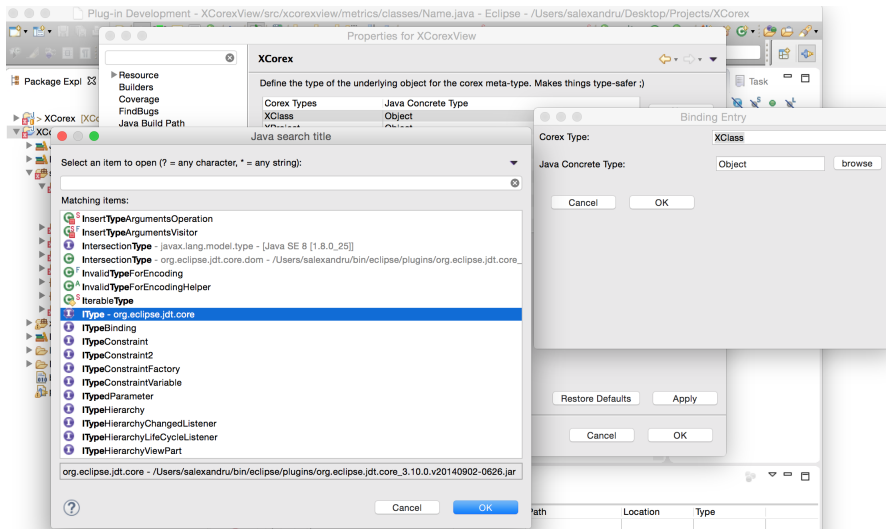 Plug-in Development - XCorexView/src/xcorexview/metrics/classes/Name.java - Eclipse - /Users/salexandru/Desktop/Projects/XCorex
Package Expl
> XCorex [XCo
XCo
Task
Properties for XCorexView
Resource
Builders
Coverage
FindBugs
Java Build Path
XCorex
Define the type of the underlying object for the corex meta-type. Makes things type-safer ;)
Corex Types Java Concrete Type
XClass Object
XProject Object
Restore Defaults Apply
Cancel OK
Binding Entry
Corex Type: XClass
Java Concrete Type: Object browse
Cancel OK
Java search title
Select an item to open (? = any character, * = any string):
Matching items:
InsertTypeArgumentsOperation
InsertTypeArgumentsVisitor
IntersectionType - javax.lang.model.type - [Java SE 8 [1.8.0_25]]
IntersectionType - org.eclipse.jdt.core.dom - /Users/salexandru/bin/eclipse/plugins/org.eclipse.jdt.core_
InvalidTypeForEncoding
InvalidTypeForEncodingHelper
IterableType
IType - org.eclipse.jdt.core
ITypeBinding
ITypeConstraint
ITypeConstraint2
ITypeConstraintFactory
ITypeConstraintVariable
ITypedParameter
ITypeHierarchy
ITypeHierarchyChangedListener
ITypeHierarchyLifeCycleListener
ITypeHierarchyViewPart
org.eclipse.jdt.core - /Users/salexandru/bin/eclipse/plugins/org.eclipse.jdt.core_3.10.0.v20140902-0626.jar
Cancel OK
Path Location Type